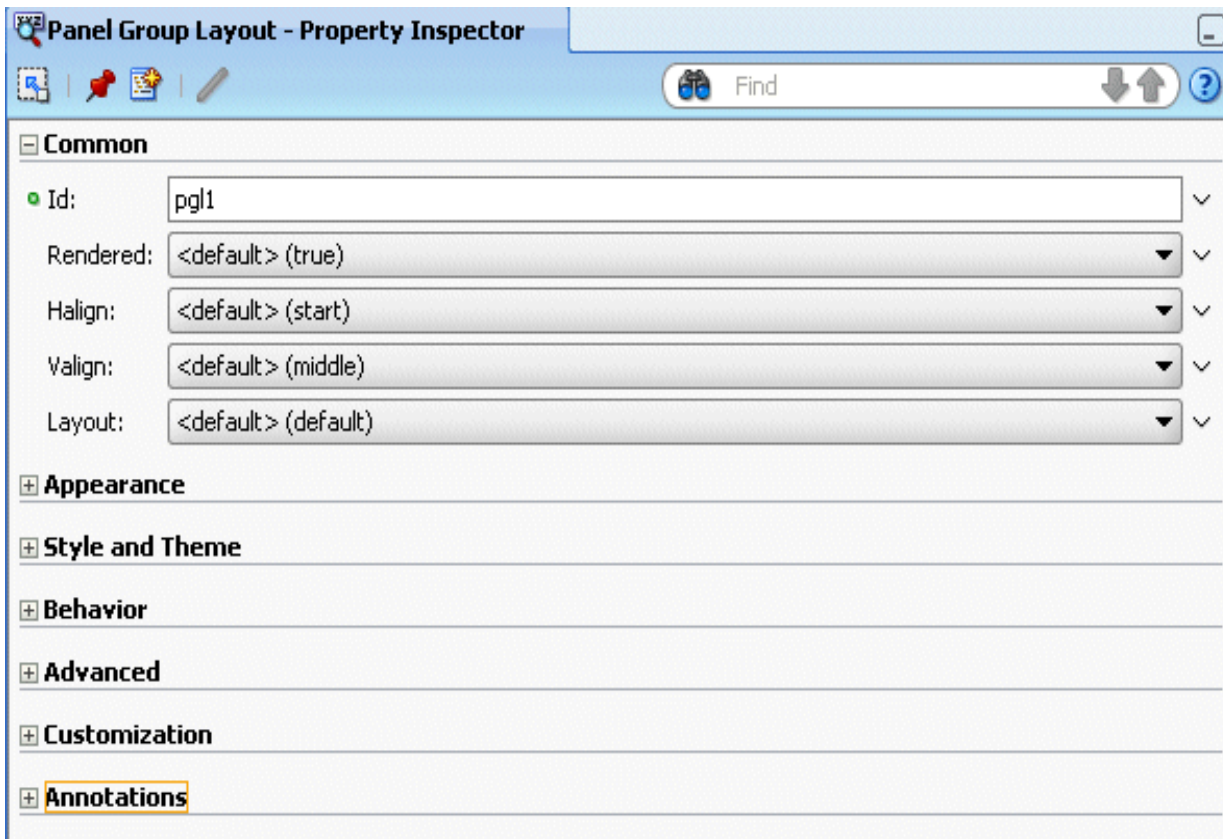 Panel Group Layout - Property Inspector
Find
Common
Id: pgl1
Rendered: <default> (true)
Halign: <default> (start)
Valign: <default> (middle)
Layout: <default> (default)
Appearance
Style and Theme
Behavior
Advanced
Customization
Annotations